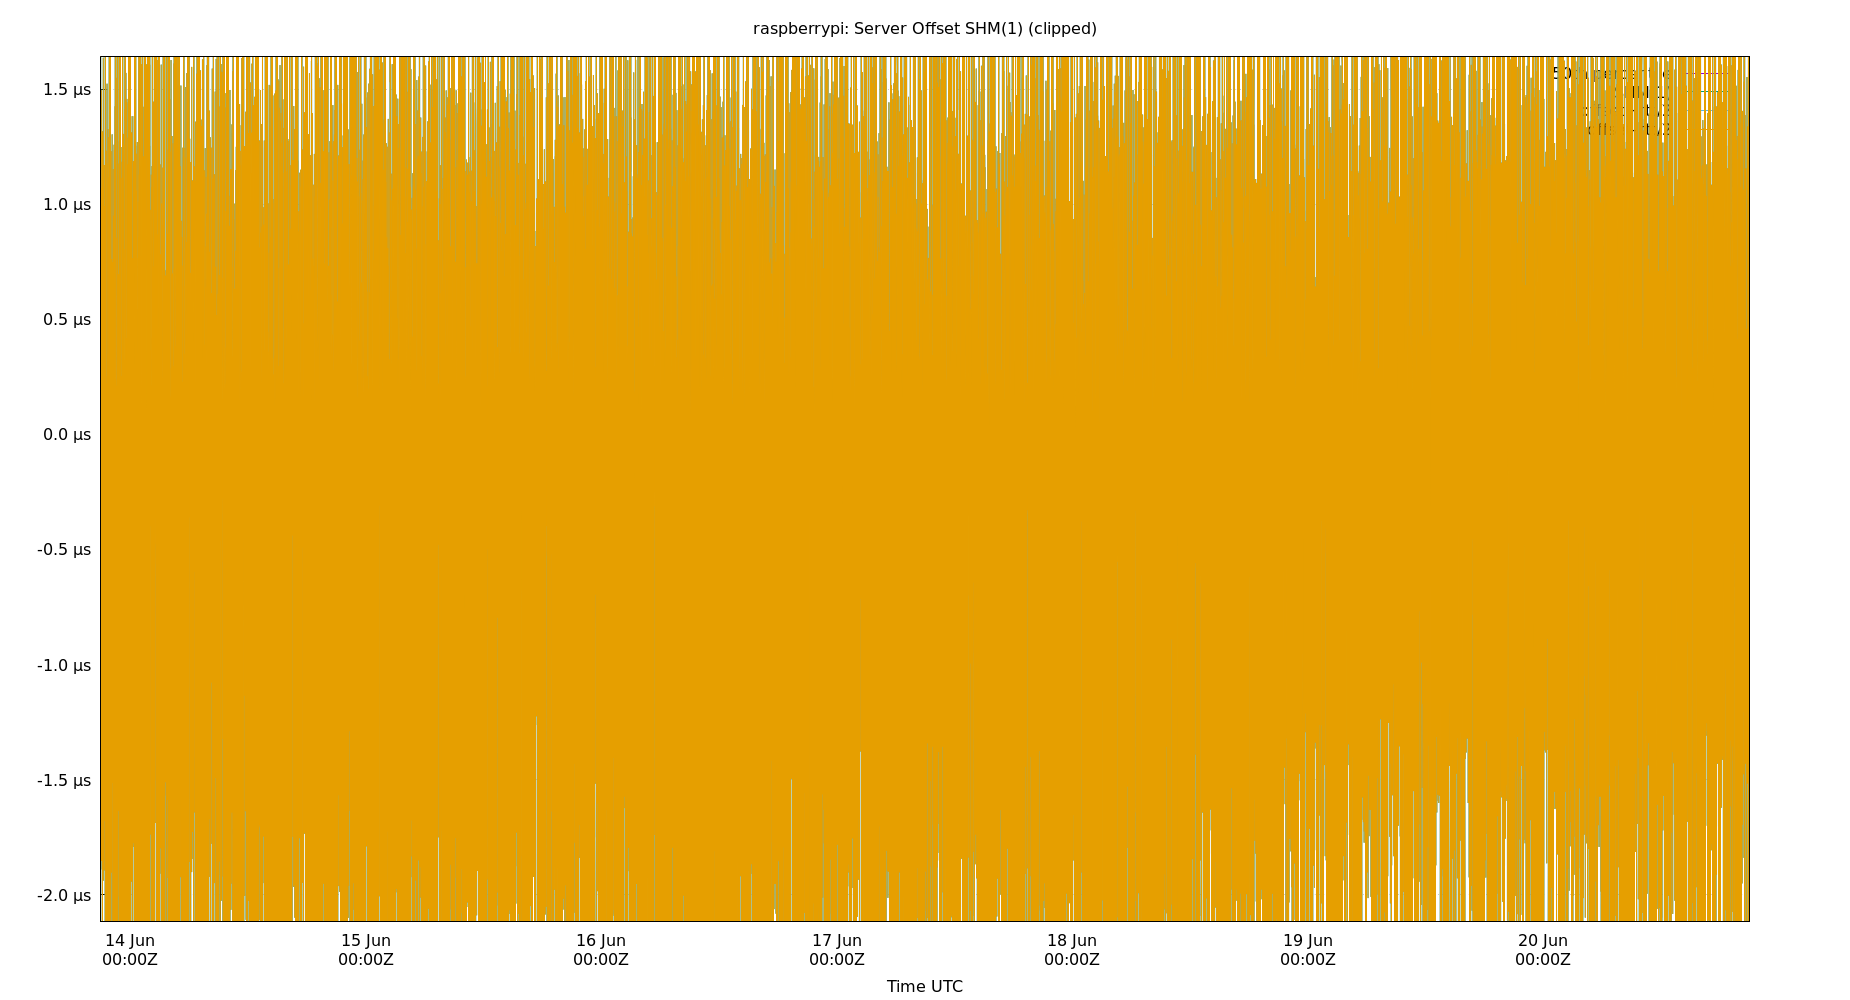 raspberrypi: Server Offset SHM(1) (clipped)
1.5 µs
1.0 µs
0.5 µs
0.0 µs
-0.5 µs
-1.0 µs
-1.5 µs
-2.0 µs
14 Jun 15 Jun 16 Jun 17 Jun 18 Jun 19 Jun 20 Jun
00:00Z 00:00Z 00:00Z 00:00Z 00:00Z 00:00Z 00:00Z
Time UTC